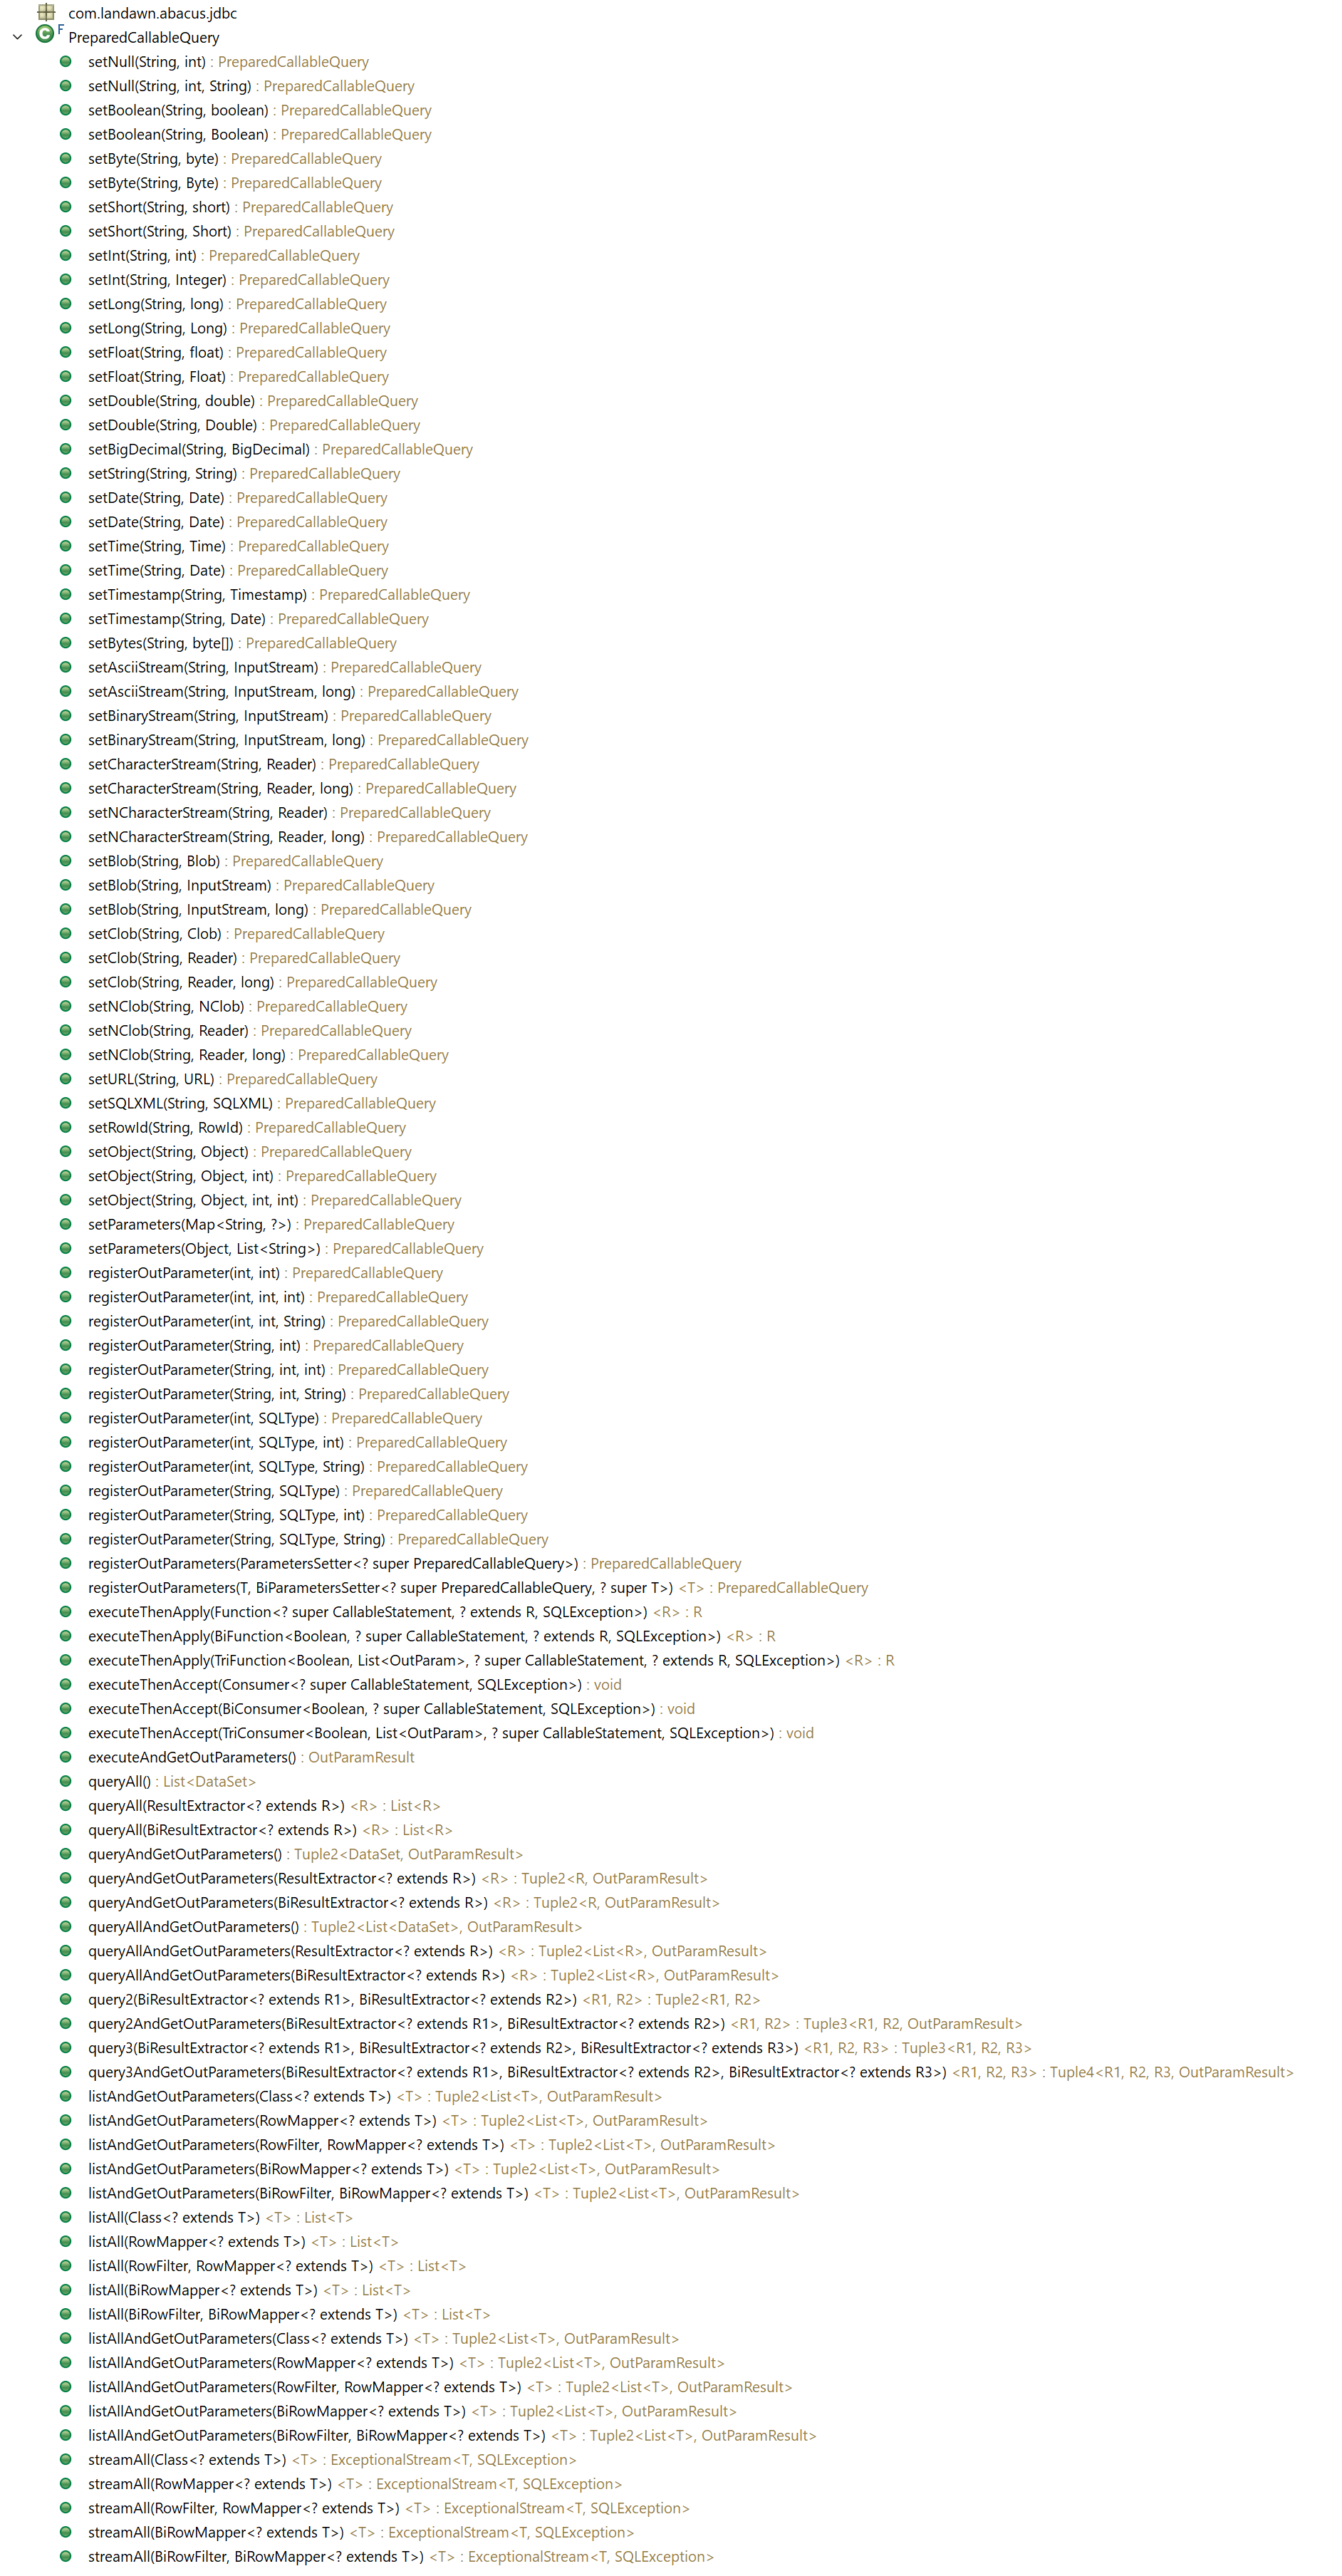 com.landawn.abacus.jdbc
F
C
PreparedCallableQuery
setNull(String, int) : PreparedCallableQuery
setNull(String, int, String) : PreparedCallableQuery
setBoolean(String, boolean) : PreparedCallableQuery
setBoolean(String, Boolean) : PreparedCallableQuery
setByte(String, byte) : PreparedCallableQuery
setByte(String, Byte) : PreparedCallableQuery
setShort(String, short) : PreparedCallableQuery
setShort(String, Short) : PreparedCallableQuery
setInt(String, int) : PreparedCallableQuery
setInt(String, Integer) : PreparedCallableQuery
setLong(String, long) : PreparedCallableQuery
setLong(String, Long) : PreparedCallableQuery
setFloat(String, float) : PreparedCallableQuery
setFloat(String, Float) : PreparedCallableQuery
setDouble(String, double) : PreparedCallableQuery
setDouble(String, Double) : PreparedCallableQuery
setBigDecimal(String, BigDecimal) : PreparedCallableQuery
setString(String, String) : PreparedCallableQuery
setDate(String, Date) : PreparedCallableQuery
setDate(String, Date) : PreparedCallableQuery
setTime(String, Time) : PreparedCallableQuery
setTime(String, Date) : PreparedCallableQuery
setTimestamp(String, Timestamp) : PreparedCallableQuery
setTimestamp(String, Date) : PreparedCallableQuery
setBytes(String, byte[]) : PreparedCallableQuery
setAsciiStream(String, InputStream) : PreparedCallableQuery
setAsciiStream(String, InputStream, long) : PreparedCallableQuery
setBinaryStream(String, InputStream) : PreparedCallableQuery
setBinaryStream(String, InputStream, long) : PreparedCallableQuery
setCharacterStream(String, Reader) : PreparedCallableQuery
setCharacterStream(String, Reader, long) : PreparedCallableQuery
setNCharacterStream(String, Reader) : PreparedCallableQuery
setNCharacterStream(String, Reader, long) : PreparedCallableQuery
setBlob(String, Blob) : PreparedCallableQuery
setBlob(String, InputStream) : PreparedCallableQuery
setBlob(String, InputStream, long) : PreparedCallableQuery
setClob(String, Clob) : PreparedCallableQuery
setClob(String, Reader) : PreparedCallableQuery
setClob(String, Reader, long) : PreparedCallableQuery
setNClob(String, NClob) : PreparedCallableQuery
setNClob(String, Reader) : PreparedCallableQuery
setNClob(String, Reader, long) : PreparedCallableQuery
setURL(String, URL) : PreparedCallableQuery
setSQLXML(String, SQLXML) : PreparedCallableQuery
setRowId(String, RowId) : PreparedCallableQuery
setObject(String, Object) : PreparedCallableQuery
setObject(String, Object, int) : PreparedCallableQuery
setObject(String, Object, int, int) : PreparedCallableQuery
setParameters(Map<String, ?>) : PreparedCallableQuery
setParameters(Object, List<String>) : PreparedCallableQuery
registerOutParameter(int, int) : PreparedCallableQuery
registerOutParameter(int, int, int) : PreparedCallableQuery
registerOutParameter(int, int, String) : PreparedCallableQuery
registerOutParameter(String, int) : PreparedCallableQuery
registerOutParameter(String, int, int) : PreparedCallableQuery
registerOutParameter(String, int, String) : PreparedCallableQuery
registerOutParameter(int, SQLType) : PreparedCallableQuery
registerOutParameter(int, SQLType, int) : PreparedCallableQuery
registerOutParameter(int, SQLType, String) : PreparedCallableQuery
registerOutParameter(String, SQLType) : PreparedCallableQuery
registerOutParameter(String, SQLType, int) : PreparedCallableQuery
registerOutParameter(String, SQLType, String) : PreparedCallableQuery
registerOutParameters(ParametersSetter<? super PreparedCallableQuery>) : PreparedCallableQuery
registerOutParameters(T, BiParametersSetter<? super PreparedCallableQuery, ? super T>) <T> : PreparedCallableQuery
executeThenApply(Function<? super CallableStatement, ? extends R, SQLException>) <R> : R
executeThenApply(BiFunction<Boolean, ? super CallableStatement, ? extends R, SQLException>) <R> : R
executeThenApply(TriFunction<Boolean, List<OutParam>, ? super CallableStatement, ? extends R, SQLException>) <R> : R
executeThenAccept(Consumer<? super CallableStatement, SQLException>) : void
executeThenAccept(BiConsumer<Boolean, ? super CallableStatement, SQLException>) : void
executeThenAccept(TriConsumer<Boolean, List<OutParam>, ? super CallableStatement, SQLException>) : void
executeAndGetOutParameters() : OutParamResult
queryAll() : List<DataSet>
queryAll(ResultExtractor<? extends R>) <R> : List<R>
queryAll(BiResultExtractor<? extends R>) <R> : List<R>
queryAndGetOutParameters() : Tuple2<DataSet, OutParamResult>
queryAndGetOutParameters(ResultExtractor<? extends R>) <R> : Tuple2<R, OutParamResult>
queryAndGetOutParameters(BiResultExtractor<? extends R>) <R> : Tuple2<R, OutParamResult>
queryAllAndGetOutParameters() : Tuple2<List<DataSet>, OutParamResult>
queryAllAndGetOutParameters(ResultExtractor<? extends R>) <R> : Tuple2<List<R>, OutParamResult>
queryAllAndGetOutParameters(BiResultExtractor<? extends R>) <R> : Tuple2<List<R>, OutParamResult>
query2(BiResultExtractor<? extends R1>, BiResultExtractor<? extends R2>) <R1, R2> : Tuple2<R1, R2>
query2AndGetOutParameters(BiResultExtractor<? extends R1>, BiResultExtractor<? extends R2>) <R1, R2> : Tuple3<R1, R2, OutParamResult>
query3(BiResultExtractor<? extends R1>, BiResultExtractor<? extends R2>, BiResultExtractor<? extends R3>) <R1, R2, R3> : Tuple3<R1, R2, R3>
query3AndGetOutParameters(BiResultExtractor<? extends R1>, BiResultExtractor<? extends R2>, BiResultExtractor<? extends R3>) <R1, R2, R3> : Tuple4<R1, R2, R3, OutParamResult>
listAndGetOutParameters(Class<? extends T>) <T> : Tuple2<List<T>, OutParamResult>
listAndGetOutParameters(RowMapper<? extends T>) <T> : Tuple2<List<T>, OutParamResult>
listAndGetOutParameters(RowFilter, RowMapper<? extends T>) <T> : Tuple2<List<T>, OutParamResult>
listAndGetOutParameters(BiRowMapper<? extends T>) <T> : Tuple2<List<T>, OutParamResult>
listAndGetOutParameters(BiRowFilter, BiRowMapper<? extends T>) <T> : Tuple2<List<T>, OutParamResult>
listAll(Class<? extends T>) <T> : List<T>
listAll(RowMapper<? extends T>) <T> : List<T>
listAll(RowFilter, RowMapper<? extends T>) <T> : List<T>
listAll(BiRowMapper<? extends T>) <T> : List<T>
listAll(BiRowFilter, BiRowMapper<? extends T>) <T> : List<T>
listAllAndGetOutParameters(Class<? extends T>) <T> : Tuple2<List<T>, OutParamResult>
listAllAndGetOutParameters(RowMapper<? extends T>) <T> : Tuple2<List<T>, OutParamResult>
listAllAndGetOutParameters(RowFilter, RowMapper<? extends T>) <T> : Tuple2<List<T>, OutParamResult>
listAllAndGetOutParameters(BiRowMapper<? extends T>) <T> : Tuple2<List<T>, OutParamResult>
listAllAndGetOutParameters(BiRowFilter, BiRowMapper<? extends T>) <T> : Tuple2<List<T>, OutParamResult>
streamAll(Class<? extends T>) <T> : ExceptionalStream<T, SQLException>
streamAll(RowMapper<? extends T>) <T> : ExceptionalStream<T, SQLException>
streamAll(RowFilter, RowMapper<? extends T>) <T> : ExceptionalStream<T, SQLException>
streamAll(BiRowMapper<? extends T>) <T> : ExceptionalStream<T, SQLException>
streamAll(BiRowFilter, BiRowMapper<? extends T>) <T> : ExceptionalStream<T, SQLException>